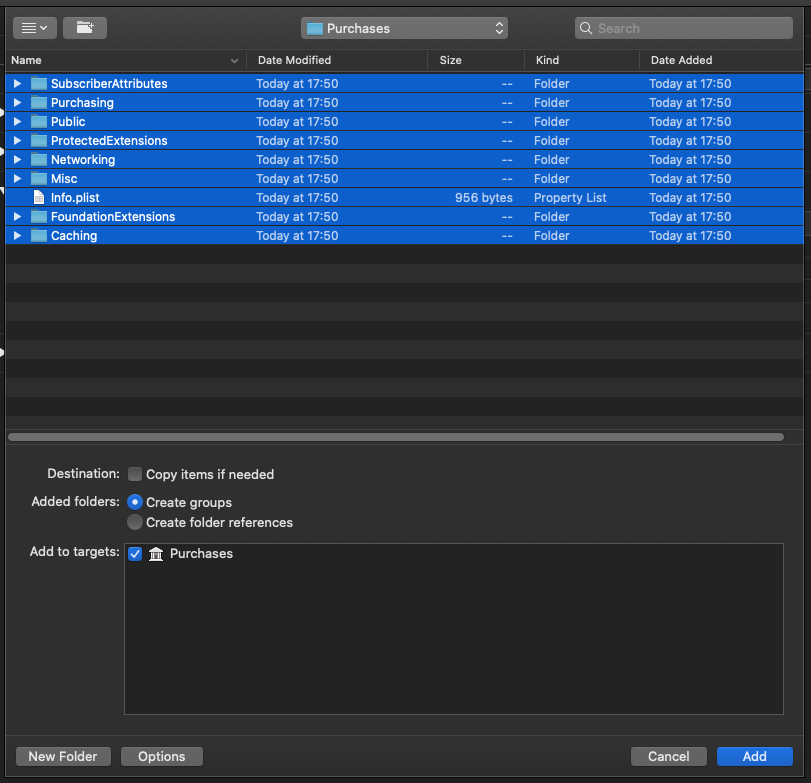 Purchases Search
Name Date Modified Size Kind Date Added
SubscriberAttributes Today at 17:50 -- Folder Today at 17:50
Purchasing Today at 17:50 -- Folder Today at 17:50
Public Today at 17:50 -- Folder Today at 17:50
ProtectedExtensions Today at 17:50 -- Folder Today at 17:50
Networking Today at 17:50 -- Folder Today at 17:50
Misc Today at 17:50 -- Folder Today at 17:50
Info.plist Today at 17:50 956 bytes Property List Today at 17:50
FoundationExtensions Today at 17:50 -- Folder Today at 17:50
Caching Today at 17:50 -- Folder Today at 17:50
Destination: Copy items if needed
Added folders: Create groups
Create folder references
Add to targets: Purchases
New Folder Options Cancel Add